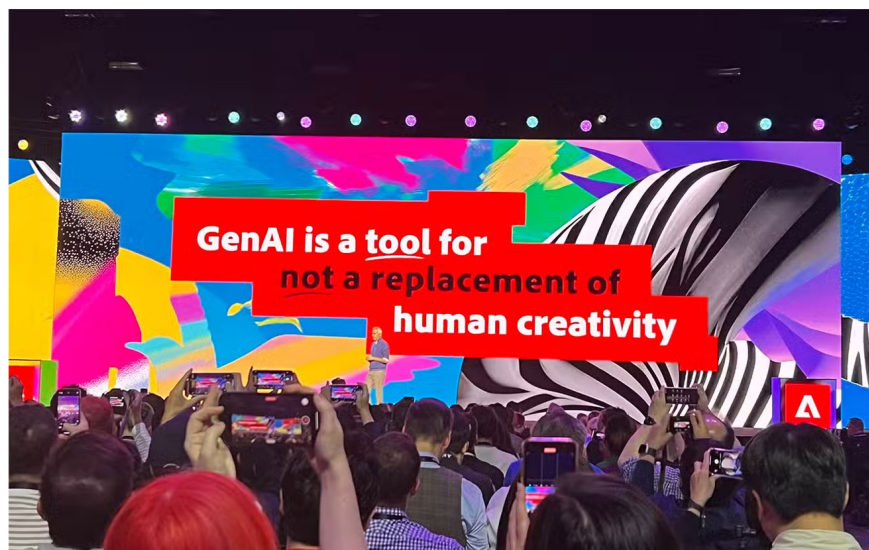 GenAI is a tool for
not a replacement of
human creativity